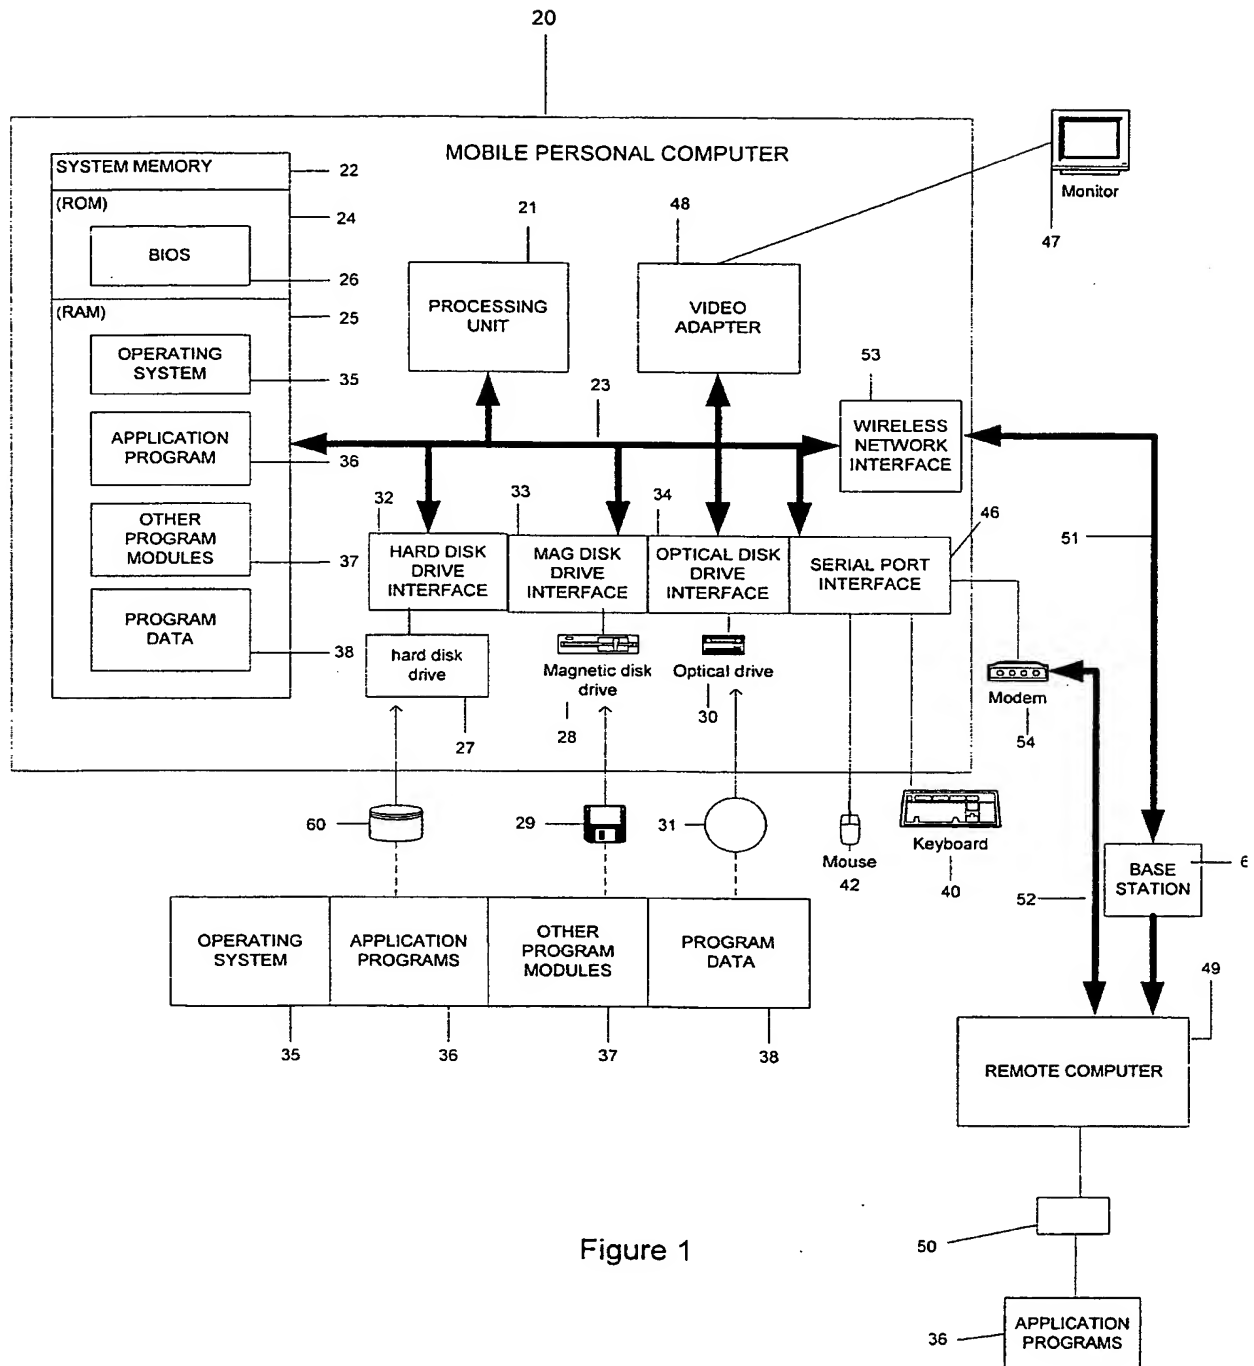 20
MOBILE PERSONAL COMPUTER
SYSTEM MEMORY
22
(ROM)
24
BIOS
26
(RAM)
25
OPERATING
SYSTEM
35
APPLICATION
PROGRAM
36
OTHER
PROGRAM
MODULES
37
PROGRAM
DATA
38
21
PROCESSING
UNIT
48
VIDEO
ADAPTER
Monitor
47
23
53
WIRELESS
NETWORK
INTERFACE
32
HARD DISK
DRIVE
INTERFACE
33
MAG DISK
DRIVE
INTERFACE
34
OPTICAL DISK
DRIVE
INTERFACE
46
SERIAL PORT
INTERFACE
51
hard disk
drive
27
Magnetic disk
drive
28
Optical drive
30
Modem
54
60
29
31
Mouse
42
Keyboard
40
52
BASE
STATION
6
OPERATING
SYSTEM
APPLICATION
PROGRAMS
OTHER
PROGRAM
MODULES
PROGRAM
DATA
35
36
37
38
49
REMOTE COMPUTER
50
36
APPLICATION
PROGRAMS
Figure 1